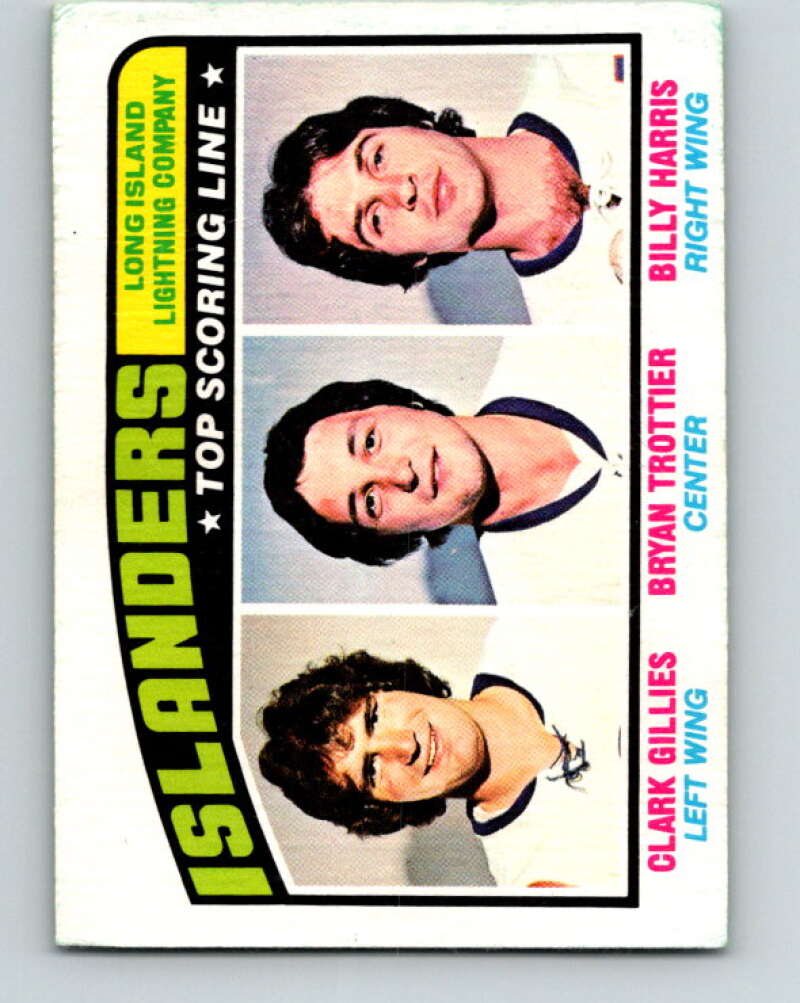 ISLANDERS
LONG ISLAND
LIGHTNING COMPANY
★ TOP SCORING LINE ★
CLARK GILLIES
LEFT WING
BRYAN TROTTIER
CENTER
BILLY HARRIS
RIGHT WING